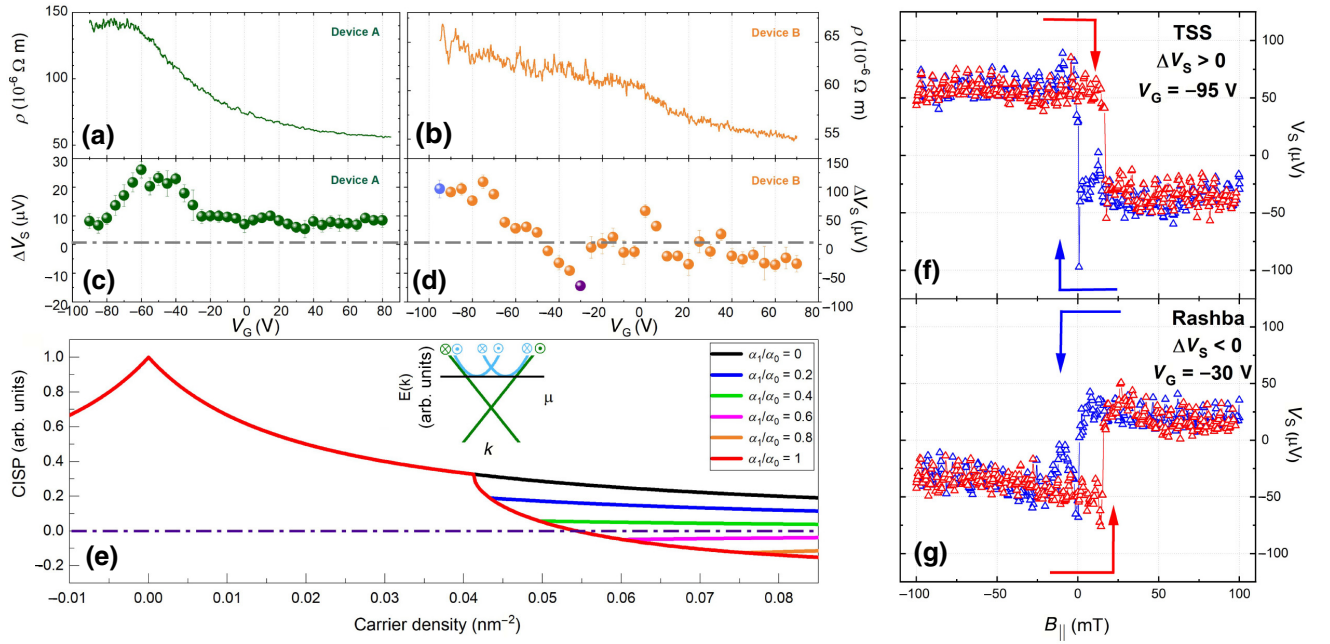 150
100
50
ρ (10⁻⁶ Ω m)
Device A
(a)
Device B
(b)
65
60
55
ρ (10⁻⁶ Ω m)
30
20
10
0
−10
−20
ΔV_S (μV)
Device A
(c)
Device B
(d)
150
100
50
0
−50
−100
ΔV_S (μV)
−100 −80 −60 −40 −20 0 20 40 60 80
V_G (V)
−100 −80 −60 −40 −20 0 20 40 60 80
V_G (V)
1.0
0.8
0.6
0.4
0.2
0.0
−0.2
CISP (arb. units)
E(k)
(arb. units)
μ
k
α₁/α₀ = 0
α₁/α₀ = 0.2
α₁/α₀ = 0.4
α₁/α₀ = 0.6
α₁/α₀ = 0.8
α₁/α₀ = 1
(e)
−0.01 0.00 0.01 0.02 0.03 0.04 0.05 0.06 0.07 0.08
Carrier density (nm⁻²)
TSS
ΔV_S > 0
V_G = −95 V
(f)
100
50
0
−50
−100
V_S (μV)
Rashba
ΔV_S < 0
V_G = −30 V
(g)
100
50
0
−50
−100
V_S (μV)
−100 −50 0 50 100
B_|| (mT)